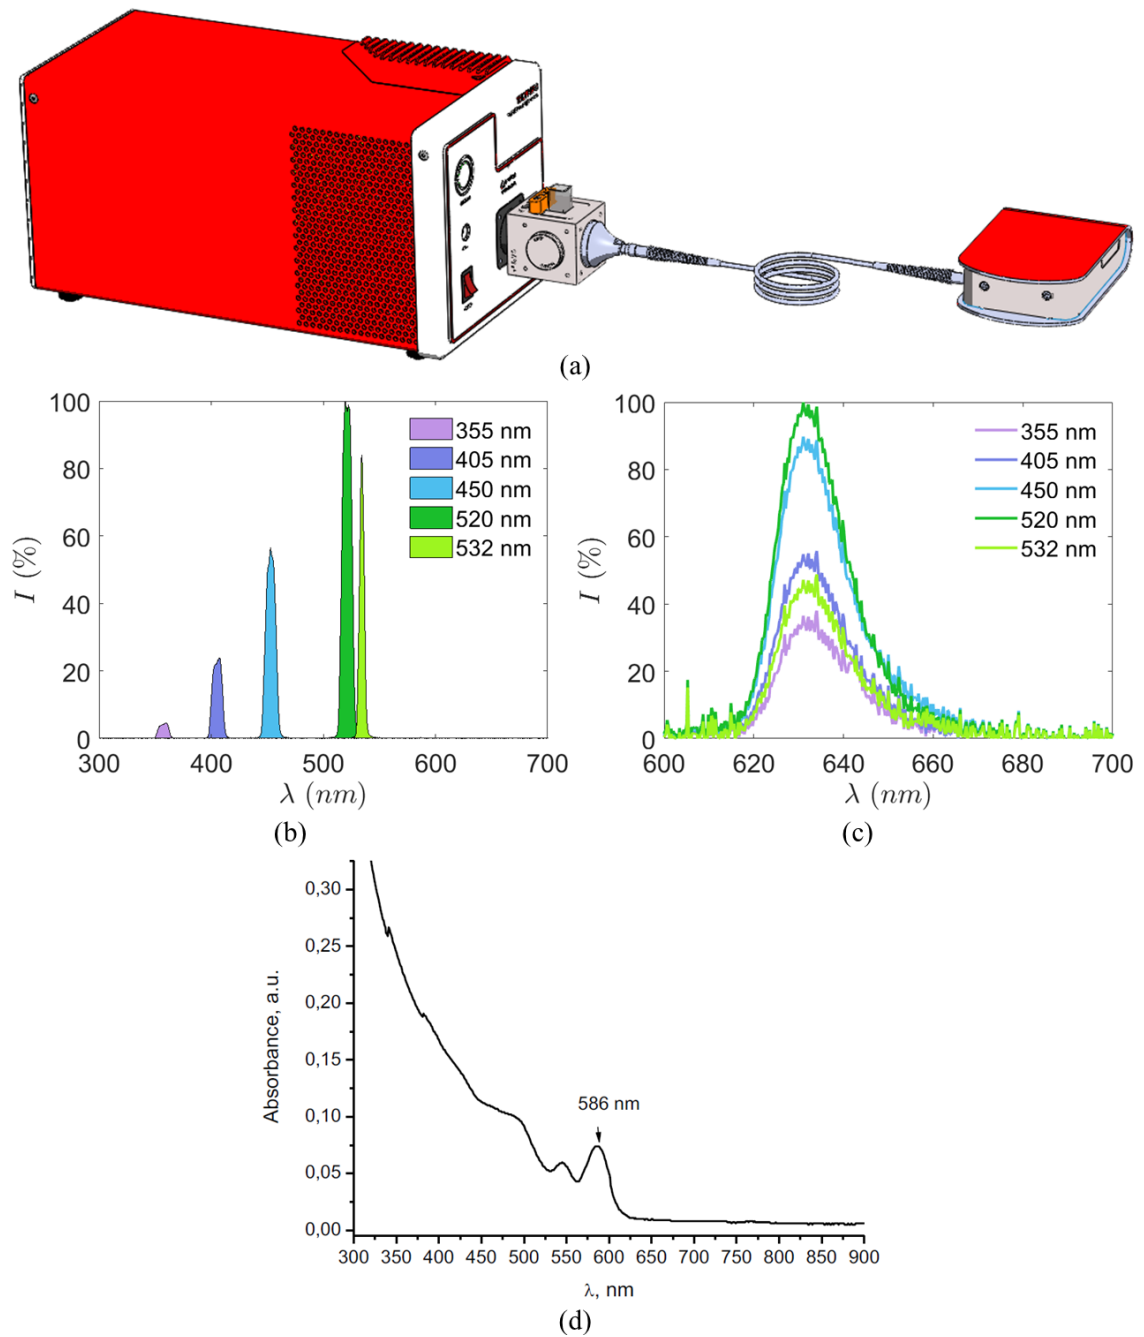 (a)
100
80
60
40
20
0
300
400
500
600
700
I (%)
λ (nm)
355 nm
405 nm
450 nm
520 nm
532 nm
(b)
100
80
60
40
20
0
600
620
640
660
680
700
I (%)
λ (nm)
355 nm
405 nm
450 nm
520 nm
532 nm
(c)
0,30
0,25
0,20
0,15
0,10
0,05
0,00
Absorbance, a.u.
586 nm
300 350 400 450 500 550 600 650 700 750 800 850 900
λ, nm
(d)